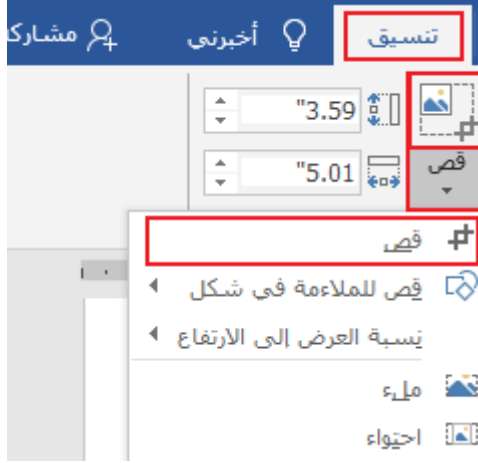 تنسيق أخبرني مشاركة
3.59"
قص 5.01"
قص
قص للملاءمة في شكل
نسبة العرض إلى الارتفاع
ملء
احتواء